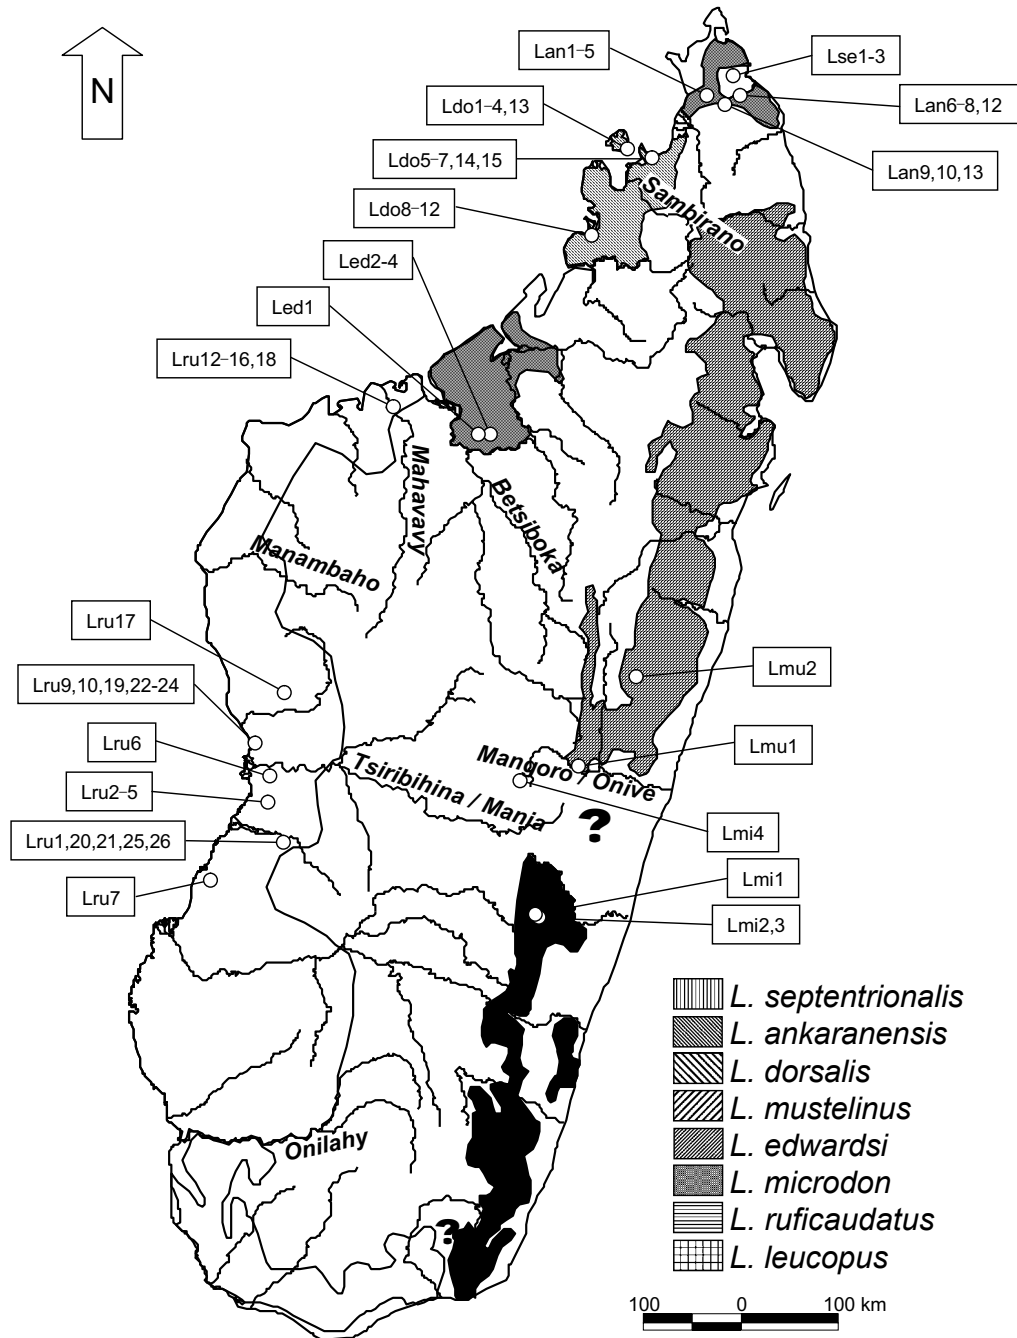 N
Lan1-5
Lse1-3
Ldo1-4,13
Lan6-8,12
Ldo5-7,14,15
Lan9,10,13
Ldo8-12
Sambirano
Led2-4
Led1
Lru12-16,18
Mahavavy
Betsiboka
Manambaho
Lru17
Lru9,10,19,22-24
Lmu2
Lru6
Lmu1
Mangoro / Onive
Tsiribihina / Mania
Lru2-5
?
Lmi4
Lru1,20,21,25,26
Lmi1
Lru7
Lmi2,3
L. septentrionalis
L. ankaranensis
L. dorsalis
L. mustelinus
L. edwardsi
Onilahy
L. microdon
L. ruficaudatus
?
L. leucopus
100 0 100 km